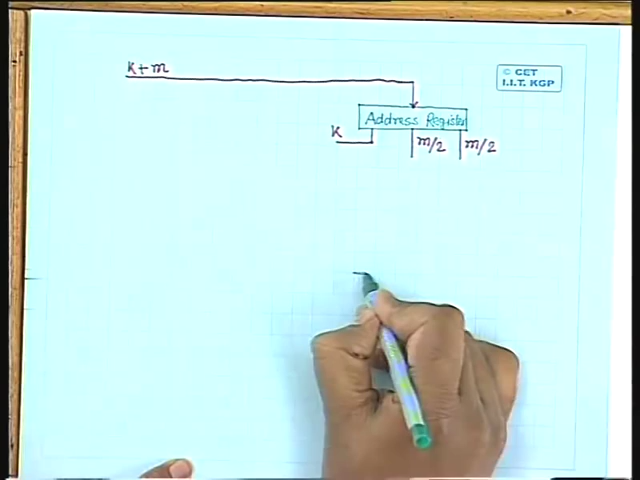 K+m
© CET
I.I.T. KGP
Address Register
K
m/2
m/2